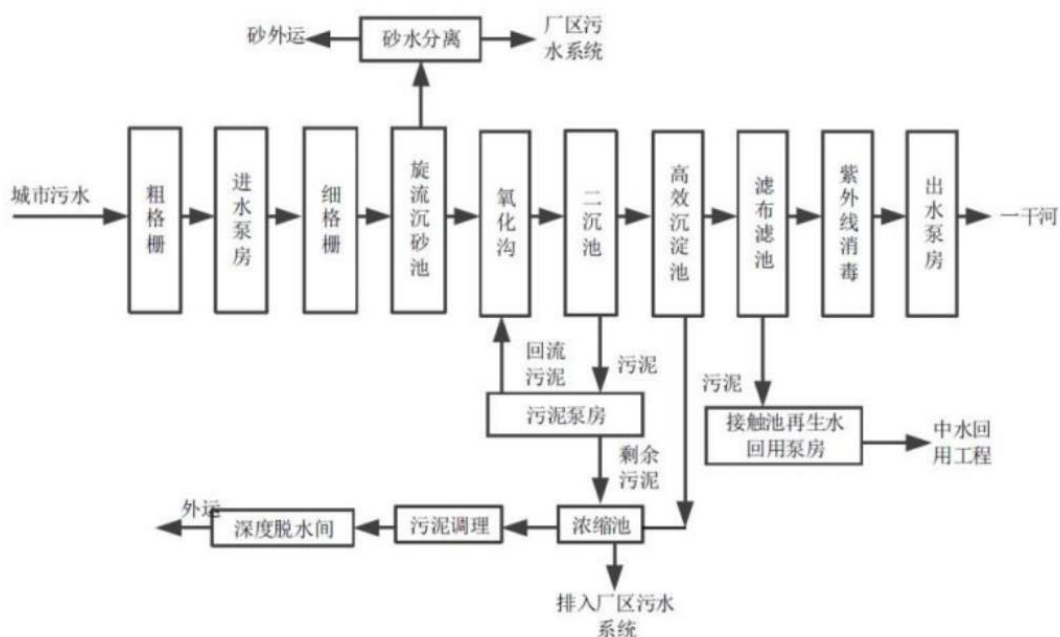 砂外运
砂水分离
厂区污
水系统
城市污水
粗格栅
进水泵房
细格栅
旋流沉砂池
氧化沟
二沉池
高效沉淀池
滤布滤池
紫外线消毒
出水泵房
一干河
回流
污泥
污泥
污泥
污泥泵房
接触池再生水
回用泵房
中水回
用工程
剩余
污泥
外运
深度脱水间
污泥调理
浓缩池
排入厂区污水
系统